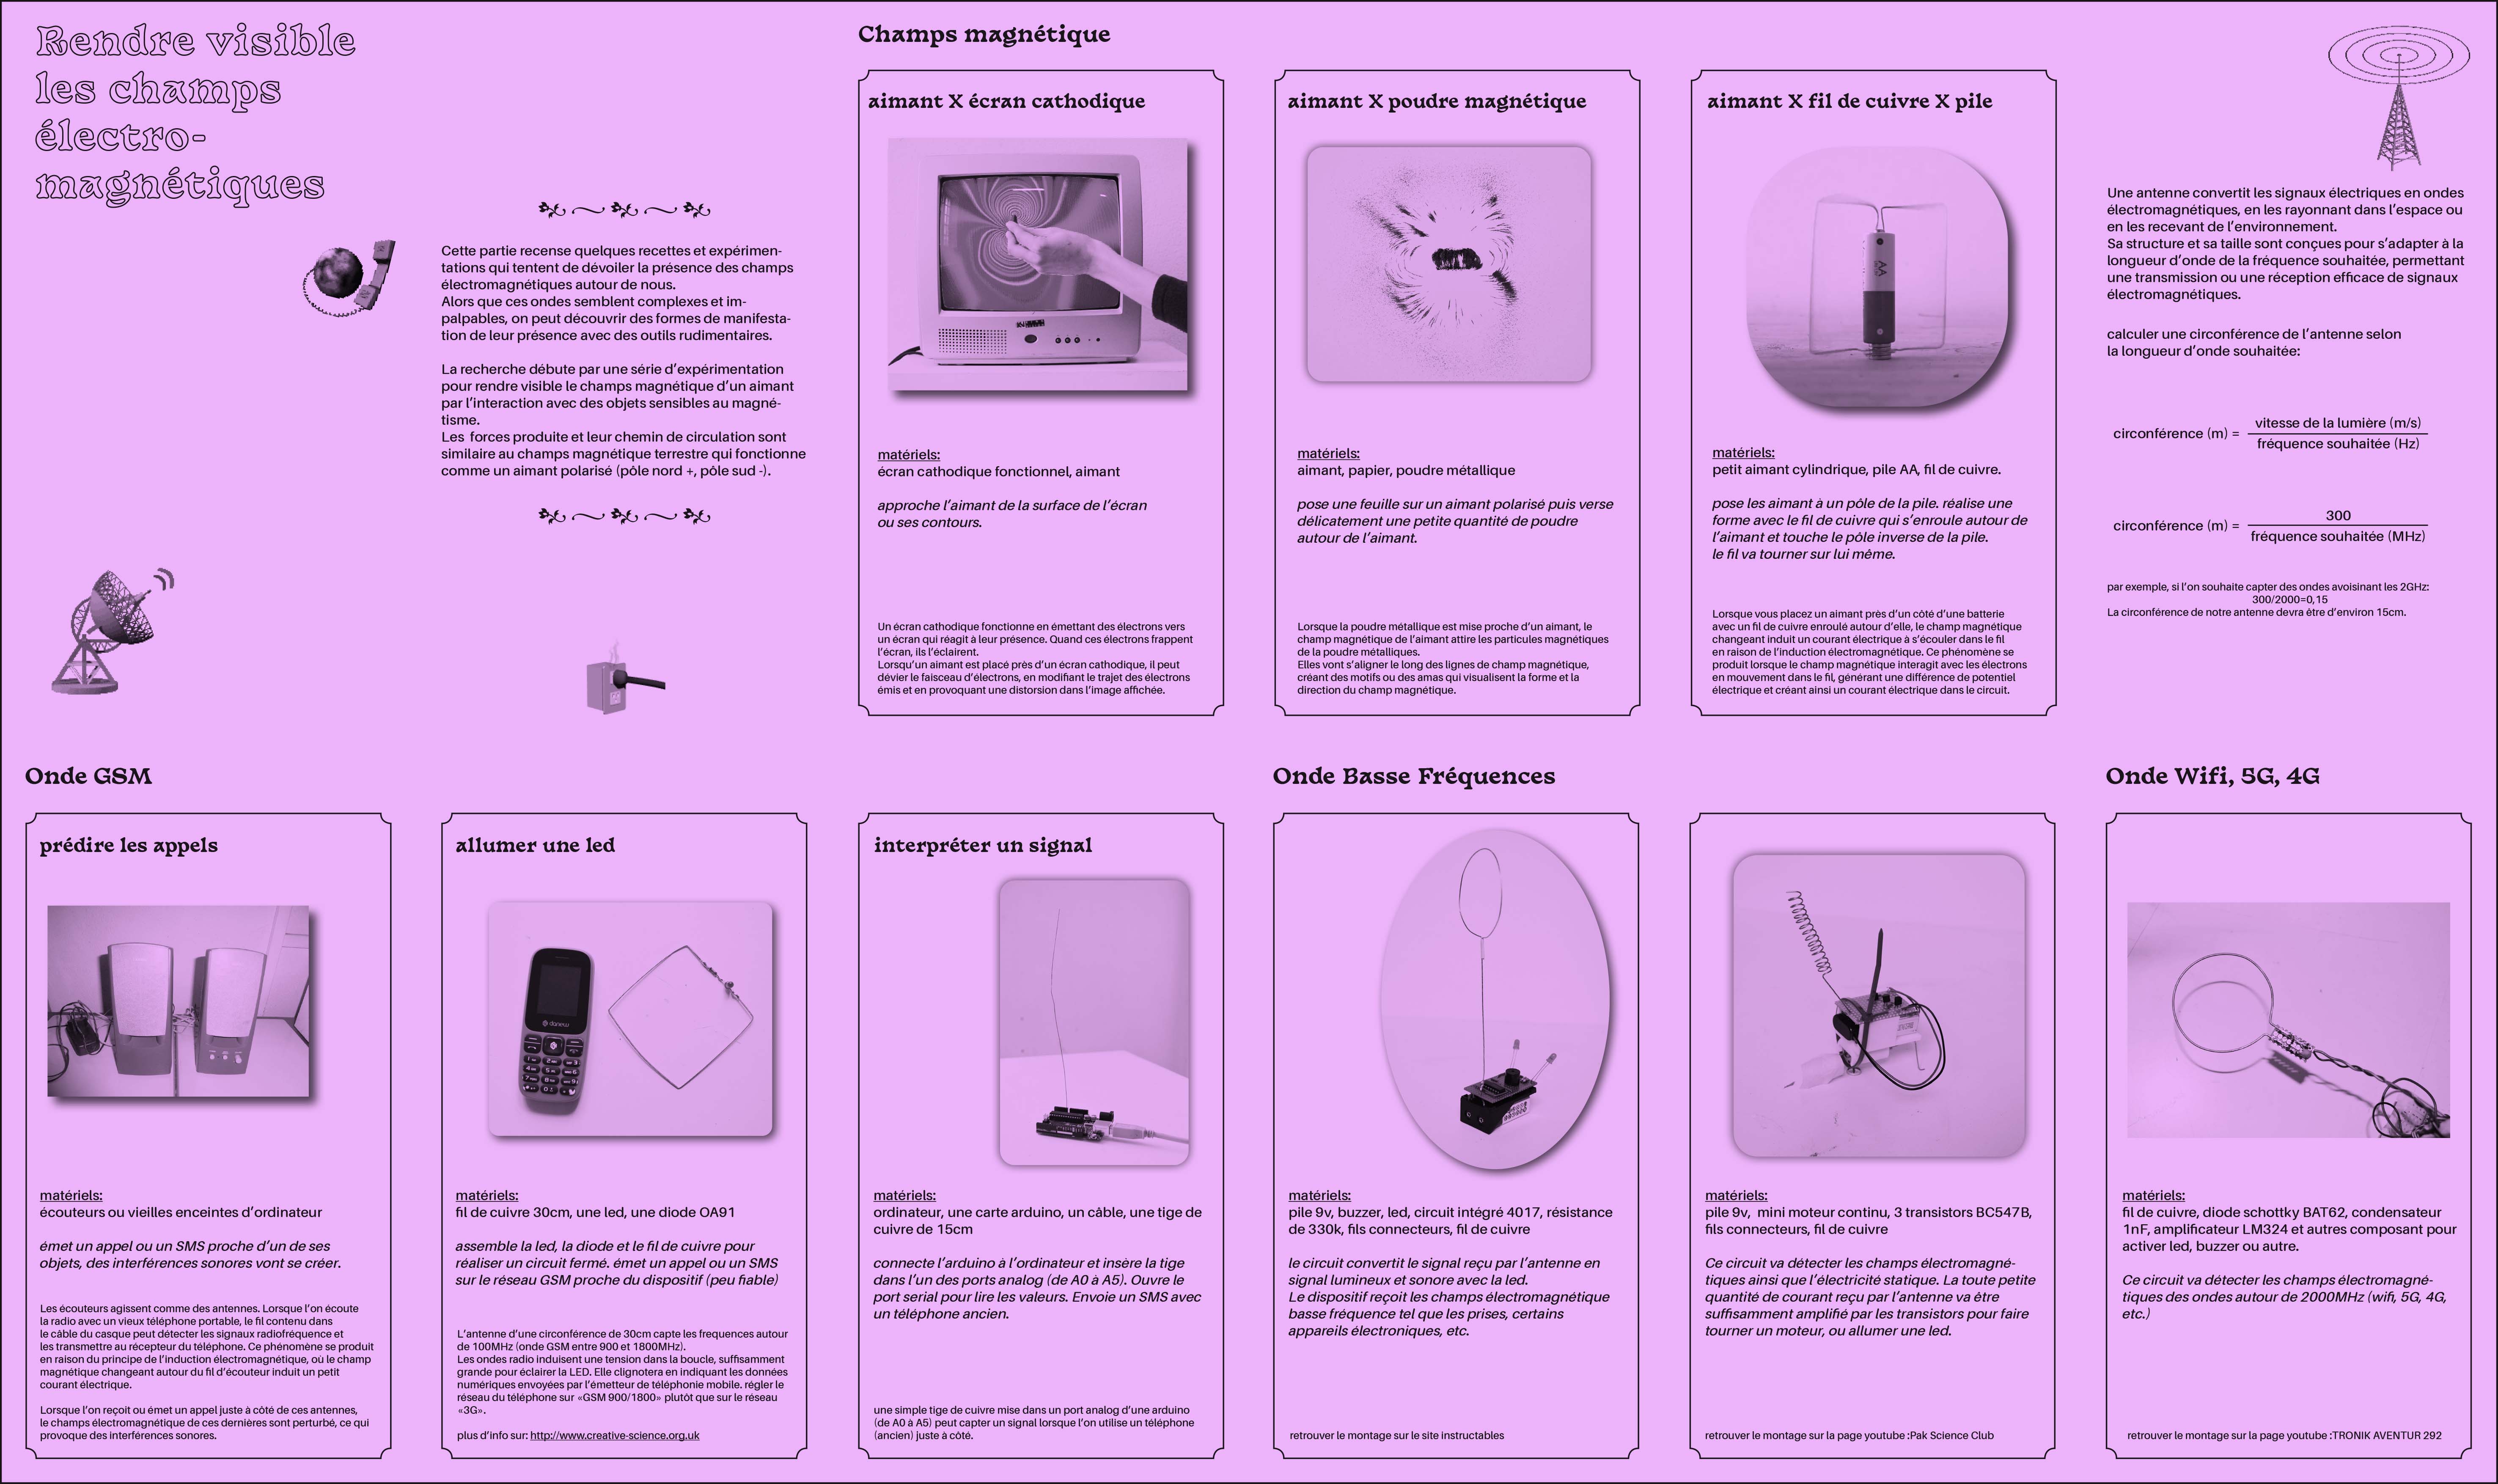 Rendre visible
les champs
électro-
magnétiques
Cette partie recense quelques recettes et expérimen-
tations qui tentent de dévoiler la présence des champs
électromagnétiques autour de nous.
Alors que ces ondes semblent complexes et im-
palpables, on peut découvrir des formes de manifesta-
tion de leur présence avec des outils rudimentaires.
La recherche débute par une série d’expérimentation
pour rendre visible le champs magnétique d’un aimant
par l’interaction avec des objets sensibles au magné-
tisme.
Les forces produite et leur chemin de circulation sont
similaire au champs magnétique terrestre qui fonctionne
comme un aimant polarisé (pôle nord +, pôle sud -).
Champs magnétique
aimant X écran cathodique
matériels:
écran cathodique fonctionnel, aimant
approche l’aimant de la surface de l’écran
ou ses contours.
Un écran cathodique fonctionne en émettant des électrons vers
un écran qui réagit à leur présence. Quand ces électrons frappent
l’écran, ils l’éclairent.
Lorsqu’un aimant est placé près d’un écran cathodique, il peut
dévier le faisceau d’électrons, en modifiant le trajet des électrons
émis et en provoquant une distorsion dans l’image affichée.
aimant X poudre magnétique
matériels:
aimant, papier, poudre métallique
pose une feuille sur un aimant polarisé puis verse
délicatement une petite quantité de poudre
autour de l’aimant.
Lorsque la poudre métallique est mise proche d’un aimant, le
champ magnétique de l’aimant attire les particules magnétiques
de la poudre métalliques.
Elles vont s’aligner le long des lignes de champ magnétique,
créant des motifs ou des amas qui visualisent la forme et la
direction du champ magnétique.
aimant X fil de cuivre X pile
AA
matériels:
petit aimant cylindrique, pile AA, fil de cuivre.
pose les aimant à un pôle de la pile. réalise une
forme avec le fil de cuivre qui s’enroule autour de
l’aimant et touche le pôle inverse de la pile.
le fil va tourner sur lui même.
Lorsque vous placez un aimant près d’un côté d’une batterie
avec un fil de cuivre enroulé autour d’elle, le champ magnétique
changeant induit un courant électrique à s’écouler dans le fil
en raison de l’induction électromagnétique. Ce phénomène se
produit lorsque le champ magnétique interagit avec les électrons
en mouvement dans le fil, générant une différence de potentiel
électrique et créant ainsi un courant électrique dans le circuit.
Une antenne convertit les signaux électriques en ondes
électromagnétiques, en les rayonnant dans l’espace ou
en les recevant de l’environnement.
Sa structure et sa taille sont conçues pour s’adapter à la
longueur d’onde de la fréquence souhaitée, permettant
une transmission ou une réception efficace de signaux
électromagnétiques.
calculer une circonférence de l’antenne selon
la longueur d’onde souhaitée:
circonférence (m) = vitesse de la lumière (m/s)
fréquence souhaitée (Hz)
circonférence (m) = 300
fréquence souhaitée (MHz)
par exemple, si l’on souhaite capter des ondes avoisinant les 2GHz:
300/2000=0,15
La circonférence de notre antenne devra être d’environ 15cm.
Onde GSM
prédire les appels
matériels:
écouteurs ou vieilles enceintes d’ordinateur
émet un appel ou un SMS proche d’un de ses
objets, des interférences sonores vont se créer.
Les écouteurs agissent comme des antennes. Lorsque l’on écoute
la radio avec un vieux téléphone portable, le fil contenu dans
le câble du casque peut détecter les signaux radiofréquence et
les transmettre au récepteur du téléphone. Ce phénomène se produit
en raison du principe de l’induction électromagnétique, où le champ
magnétique changeant autour du fil d’écouteur induit un petit
courant électrique.
Lorsque l’on reçoit ou émet un appel juste à côté de ces antennes,
le champs électromagnétique de ces dernières sont perturbé, ce qui
provoque des interférences sonores.
allumer une led
danew
matériels:
fil de cuivre 30cm, une led, une diode OA91
assemble la led, la diode et le fil de cuivre pour
réaliser un circuit fermé. émet un appel ou un SMS
sur le réseau GSM proche du dispositif (peu fiable)
L’antenne d’une circonférence de 30cm capte les frequences autour
de 100MHz (onde GSM entre 900 et 1800MHz).
Les ondes radio induisent une tension dans la boucle, suffisamment
grande pour éclairer la LED. Elle clignotera en indiquant les données
numériques envoyées par l’émetteur de téléphonie mobile. régler le
réseau du téléphone sur «GSM 900/1800» plutôt que sur le réseau
«3G».
plus d’info sur: http://www.creative-science.org.uk
interpréter un signal
matériels:
ordinateur, une carte arduino, un câble, une tige de
cuivre de 15cm
connecte l’arduino à l’ordinateur et insère la tige
dans l’un des ports analog (de A0 à A5). Ouvre le
port serial pour lire les valeurs. Envoie un SMS avec
un téléphone ancien.
une simple tige de cuivre mise dans un port analog d’une arduino
(de A0 à A5) peut capter un signal lorsque l’on utilise un téléphone
(ancien) juste à côté.
Onde Basse Fréquences
matériels:
pile 9v, buzzer, led, circuit intégré 4017, résistance
de 330k, fils connecteurs, fil de cuivre
le circuit convertit le signal reçu par l’antenne en
signal lumineux et sonore avec la led.
Le dispositif reçoit les champs électromagnétique
basse fréquence tel que les prises, certains
appareils électroniques, etc.
retrouver le montage sur le site instructables
matériels:
pile 9v, mini moteur continu, 3 transistors BC547B,
fils connecteurs, fil de cuivre
Ce circuit va détecter les champs électromagné-
tiques ainsi que l’électricité statique. La toute petite
quantité de courant reçu par l’antenne va être
suffisamment amplifié par les transistors pour faire
tourner un moteur, ou allumer une led.
retrouver le montage sur la page youtube :Pak Science Club
Onde Wifi, 5G, 4G
matériels:
fil de cuivre, diode schottky BAT62, condensateur
1nF, amplificateur LM324 et autres composant pour
activer led, buzzer ou autre.
Ce circuit va détecter les champs électromagné-
tiques des ondes autour de 2000MHz (wifi, 5G, 4G,
etc.)
retrouver le montage sur la page youtube :TRONIK AVENTUR 292